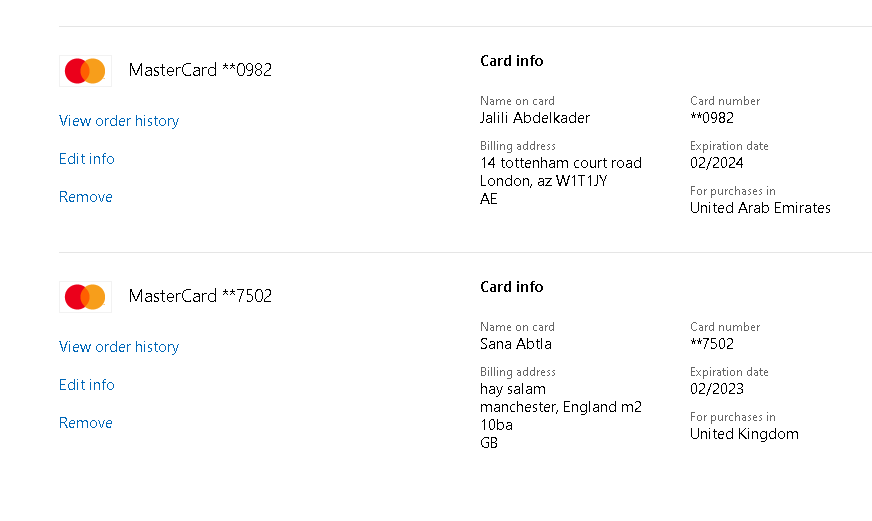 MasterCard **0982
View order history
Edit info
Remove
Card info
Name on card
Jalili Abdelkader
Billing address
14 tottenham court road
London, az W1T1JY
AE
Card number
**0982
Expiration date
02/2024
For purchases in
United Arab Emirates
MasterCard **7502
View order history
Edit info
Remove
Card info
Name on card
Sana Abtla
Billing address
hay salam
manchester, England m2
10ba
GB
Card number
**7502
Expiration date
02/2023
For purchases in
United Kingdom